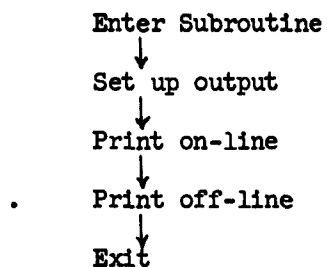 Enter Subroutine
Set up output
Print on-line
Print off-line
Exit